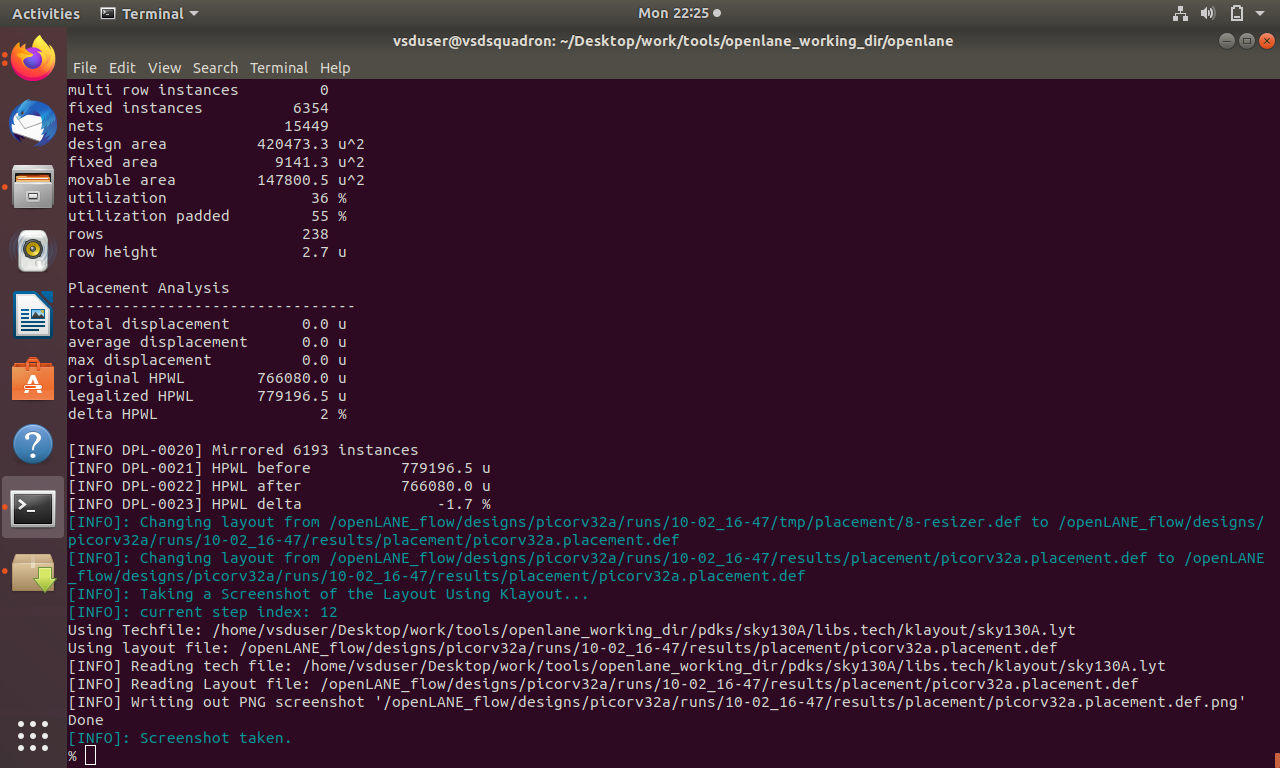 Activities Terminal Mon 22:25
vsduser@vsdsquadron: ~/Desktop/work/tools/openlane_working_dir/openlane
File Edit View Search Terminal Help
multi row instances 0
fixed instances 6354
nets 15449
design area 420473.3 u^2
fixed area 9141.3 u^2
movable area 147800.5 u^2
utilization 36 %
utilization padded 55 %
rows 238
row height 2.7 u
Placement Analysis
--------------------------------
total displacement 0.0 u
average displacement 0.0 u
max displacement 0.0 u
original HPWL 766080.0 u
legalized HPWL 779196.5 u
delta HPWL 2 %
[INFO DPL-0020] Mirrored 6193 instances
[INFO DPL-0021] HPWL before 779196.5 u
[INFO DPL-0022] HPWL after 766080.0 u
[INFO DPL-0023] HPWL delta -1.7 %
[INFO]: Changing layout from /openLANE_flow/designs/picorv32a/runs/10-02_16-47/tmp/placement/8-resizer.def to /openLANE_flow/designs/
picorv32a/runs/10-02_16-47/results/placement/picorv32a.placement.def
[INFO]: Changing layout from /openLANE_flow/designs/picorv32a/runs/10-02_16-47/results/placement/picorv32a.placement.def to /openLANE
_flow/designs/picorv32a/runs/10-02_16-47/results/placement/picorv32a.placement.def
[INFO]: Taking a Screenshot of the Layout Using Klayout...
[INFO]: current step index: 12
Using Techfile: /home/vsduser/Desktop/work/tools/openlane_working_dir/pdks/sky130A/libs.tech/klayout/sky130A.lyt
Using layout file: /openLANE_flow/designs/picorv32a/runs/10-02_16-47/results/placement/picorv32a.placement.def
[INFO] Reading tech file: /home/vsduser/Desktop/work/tools/openlane_working_dir/pdks/sky130A/libs.tech/klayout/sky130A.lyt
[INFO] Reading Layout file: /openLANE_flow/designs/picorv32a/runs/10-02_16-47/results/placement/picorv32a.placement.def
[INFO] Writing out PNG screenshot '/openLANE_flow/designs/picorv32a/runs/10-02_16-47/results/placement/picorv32a.placement.def.png'
Done
[INFO]: Screenshot taken.
%